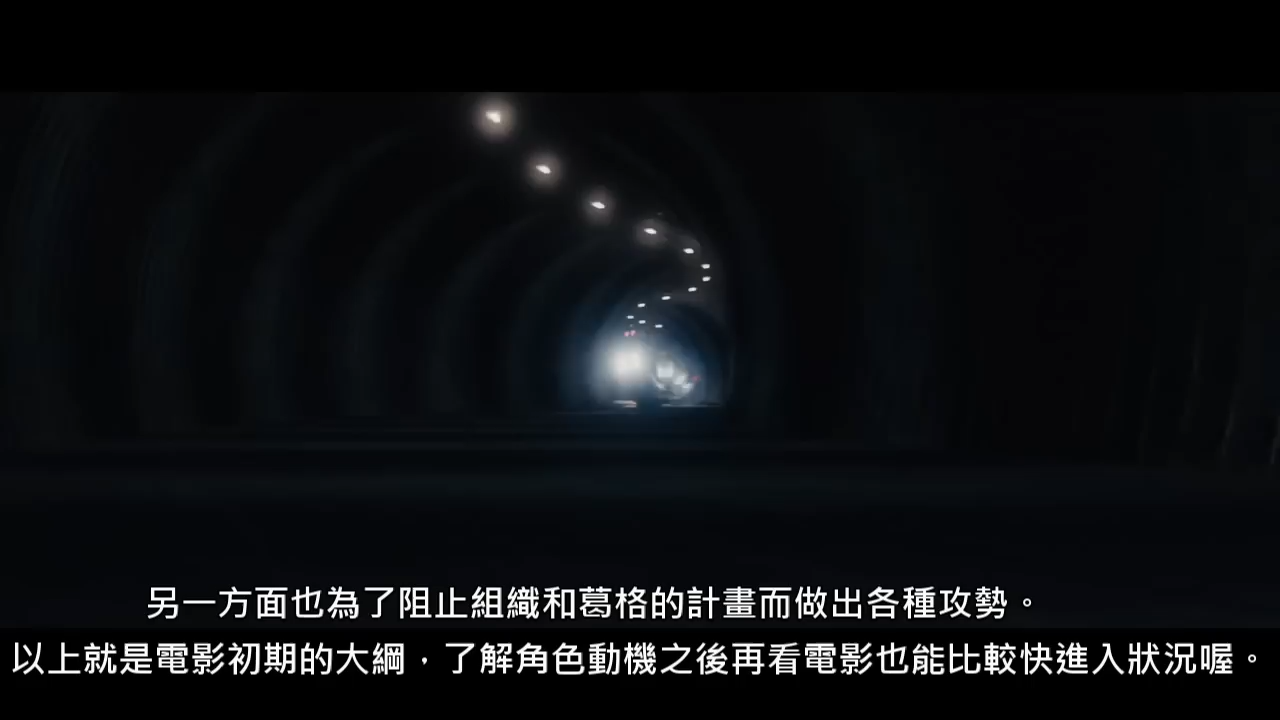 另一方面也為了阻止組織和葛格的計畫而做出各種攻勢。
以上就是電影初期的大綱，了解角色動機之後再看電影也能比較快進入狀況喔。